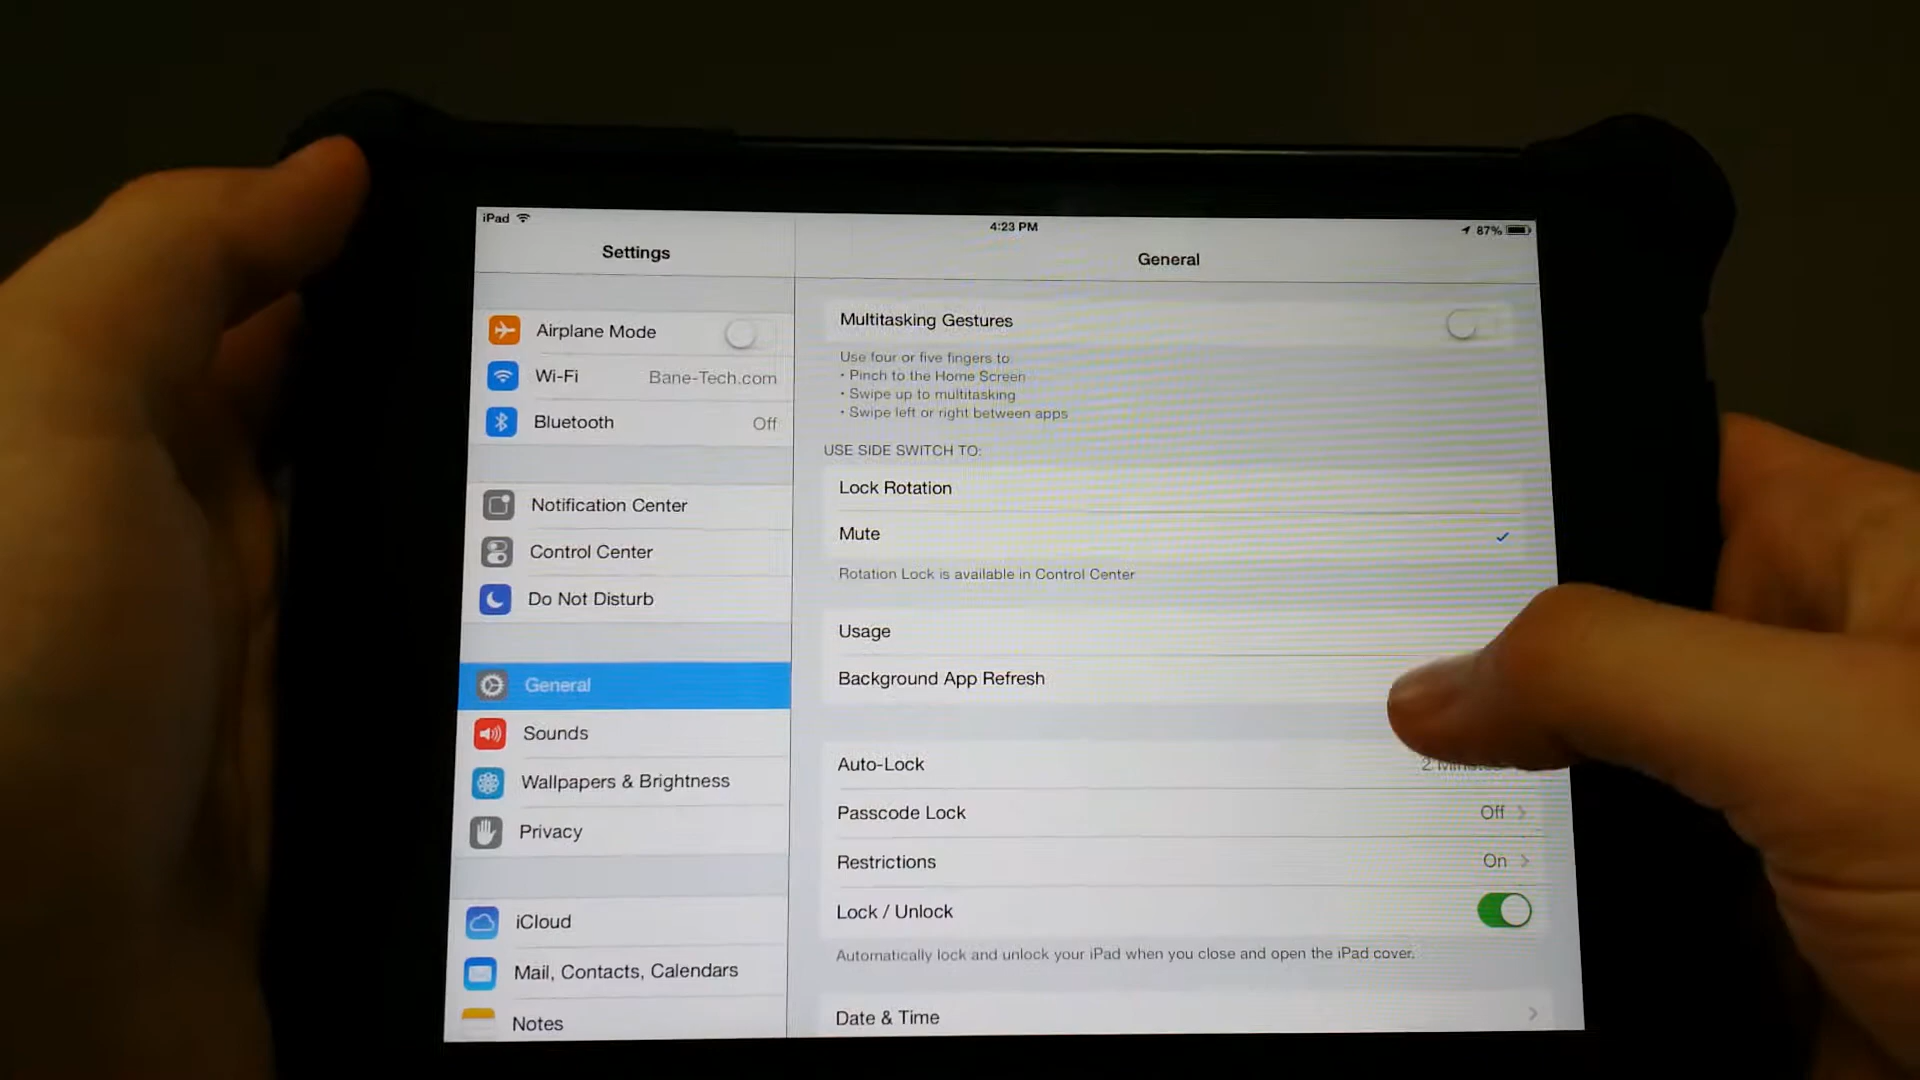 iPad
4:23 PM
87%
Settings
General
Airplane Mode
Wi-Fi Bane-Tech.com
Bluetooth Off
Notification Center
Control Center
Do Not Disturb
General
Sounds
Wallpapers & Brightness
Privacy
iCloud
Mail, Contacts, Calendars
Notes
Multitasking Gestures
Use four or five fingers to
• Pinch to the Home Screen
• Swipe up to multitasking
• Swipe left or right between apps
USE SIDE SWITCH TO:
Lock Rotation
Mute
Rotation Lock is available in Control Center
Usage
Background App Refresh
Auto-Lock 2
Passcode Lock Off
Restrictions On
Lock / Unlock
Automatically lock and unlock your iPad when you close and open the iPad cover.
Date & Time